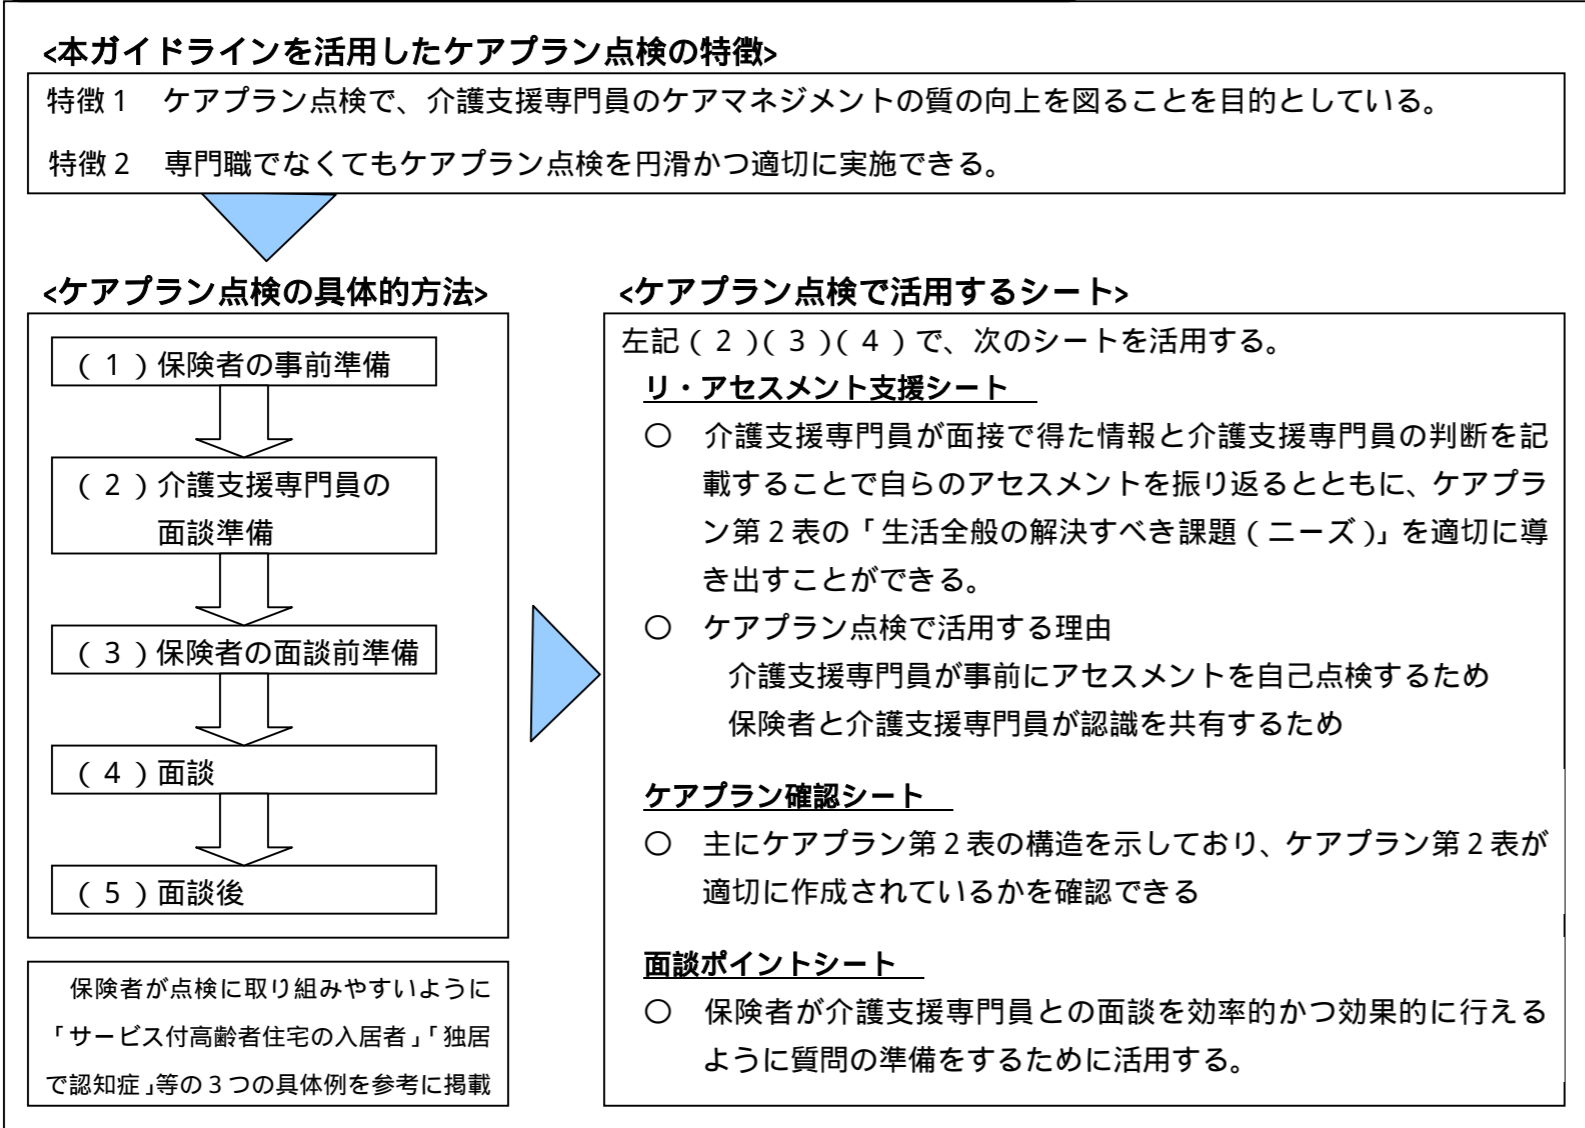 <本ガイドラインを活用したケアプラン点検の特徴>
特徴1　ケアプラン点検で、介護支援専門員のケアマネジメントの質の向上を図ることを目的としている。
特徴2　専門職でなくてもケアプラン点検を円滑かつ適切に実施できる。
<ケアプラン点検の具体的方法>
(1)保険者の事前準備
(2)介護支援専門員の
面談準備
(3)保険者の面談前準備
(4)面談
(5)面談後
保険者が点検に取り組みやすいように
「サービス付高齢者住宅の入居者」「独居
で認知症」等の3つの具体例を参考に掲載
<ケアプラン点検で活用するシート>
左記(2)(3)(4)で、次のシートを活用する。
リ・アセスメント支援シート
○　介護支援専門員が面接で得た情報と介護支援専門員の判断を記
載することで自らのアセスメントを振り返るとともに、ケアプラ
ン第2表の「生活全般の解決すべき課題(ニーズ)」を適切に導
き出すことができる。
○　ケアプラン点検で活用する理由
介護支援専門員が事前にアセスメントを自己点検するため
保険者と介護支援専門員が認識を共有するため
ケアプラン確認シート
○　主にケアプラン第2表の構造を示しており、ケアプラン第2表が
適切に作成されているかを確認できる
面談ポイントシート
○　保険者が介護支援専門員との面談を効率的かつ効果的に行える
ように質問の準備をするために活用する。